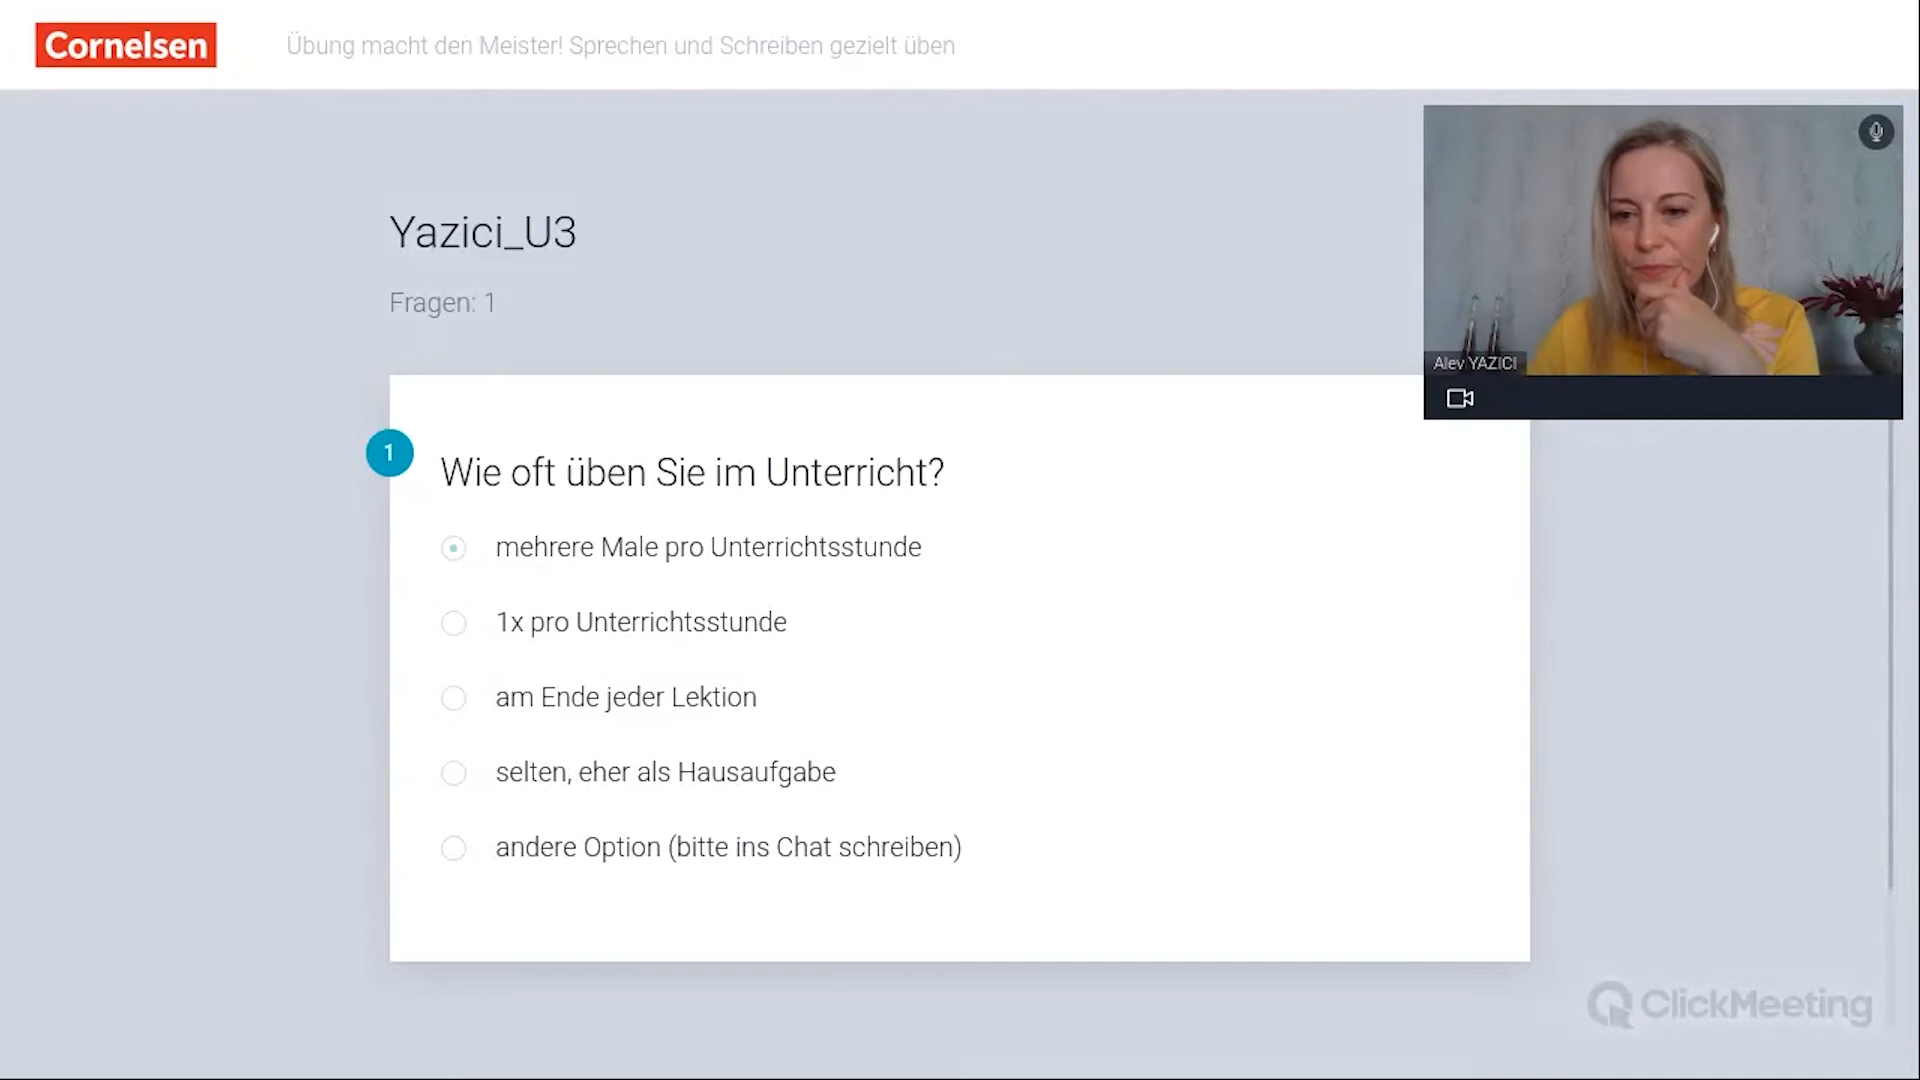 Cornelsen
Übung macht den Meister! Sprechen und Schreiben gezielt üben
Yazici_U3
Fragen: 1
Alev YAZICI
1
Wie oft üben Sie im Unterricht?
mehrere Male pro Unterrichtsstunde
1x pro Unterrichtsstunde
am Ende jeder Lektion
selten, eher als Hausaufgabe
andere Option (bitte ins Chat schreiben)
ClickMeeting